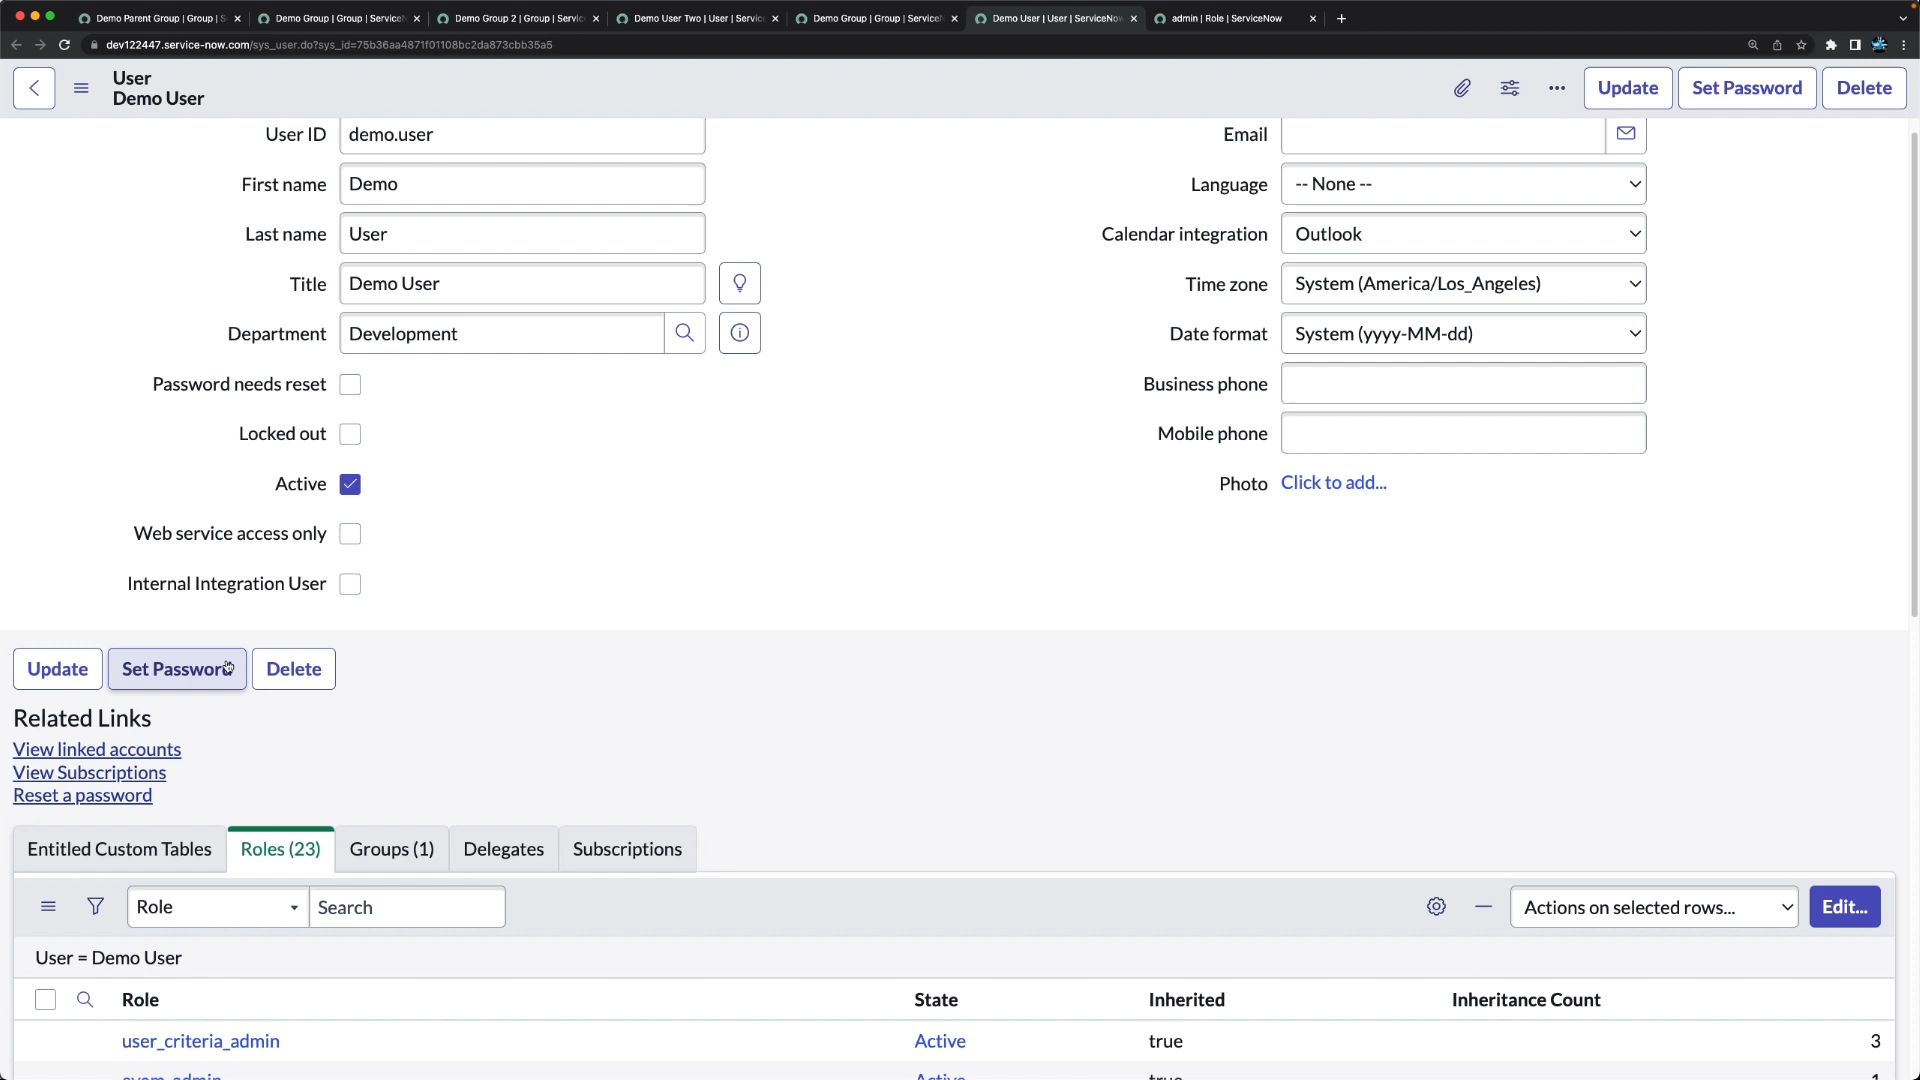 Demo Parent Group | Group | S
Demo Group | Group | ServiceN
Demo Group 2 | Group | Servic
Demo User Two | User | Servic
Demo Group | Group | ServiceN
Demo User | User | ServiceNow
admin | Role | ServiceNow
dev122447.service-now.com/sys_user.do?sys_id=75b36aa4871f01108bc2da873cbb35a5
User
Demo User
Update
Set Password
Delete
User ID
demo.user
Email
First name
Demo
Language
-- None --
Last name
User
Calendar integration
Outlook
Title
Demo User
Time zone
System (America/Los_Angeles)
Department
Development
Date format
System (yyyy-MM-dd)
Password needs reset
Business phone
Locked out
Mobile phone
Active
Photo
Click to add...
Web service access only
Internal Integration User
Update
Set Password
Delete
Related Links
View linked accounts
View Subscriptions
Reset a password
Entitled Custom Tables
Roles (23)
Groups (1)
Delegates
Subscriptions
Role
Search
Actions on selected rows...
Edit...
User = Demo User
Role
State
Inherited
Inheritance Count
user_criteria_admin
Active
true
3